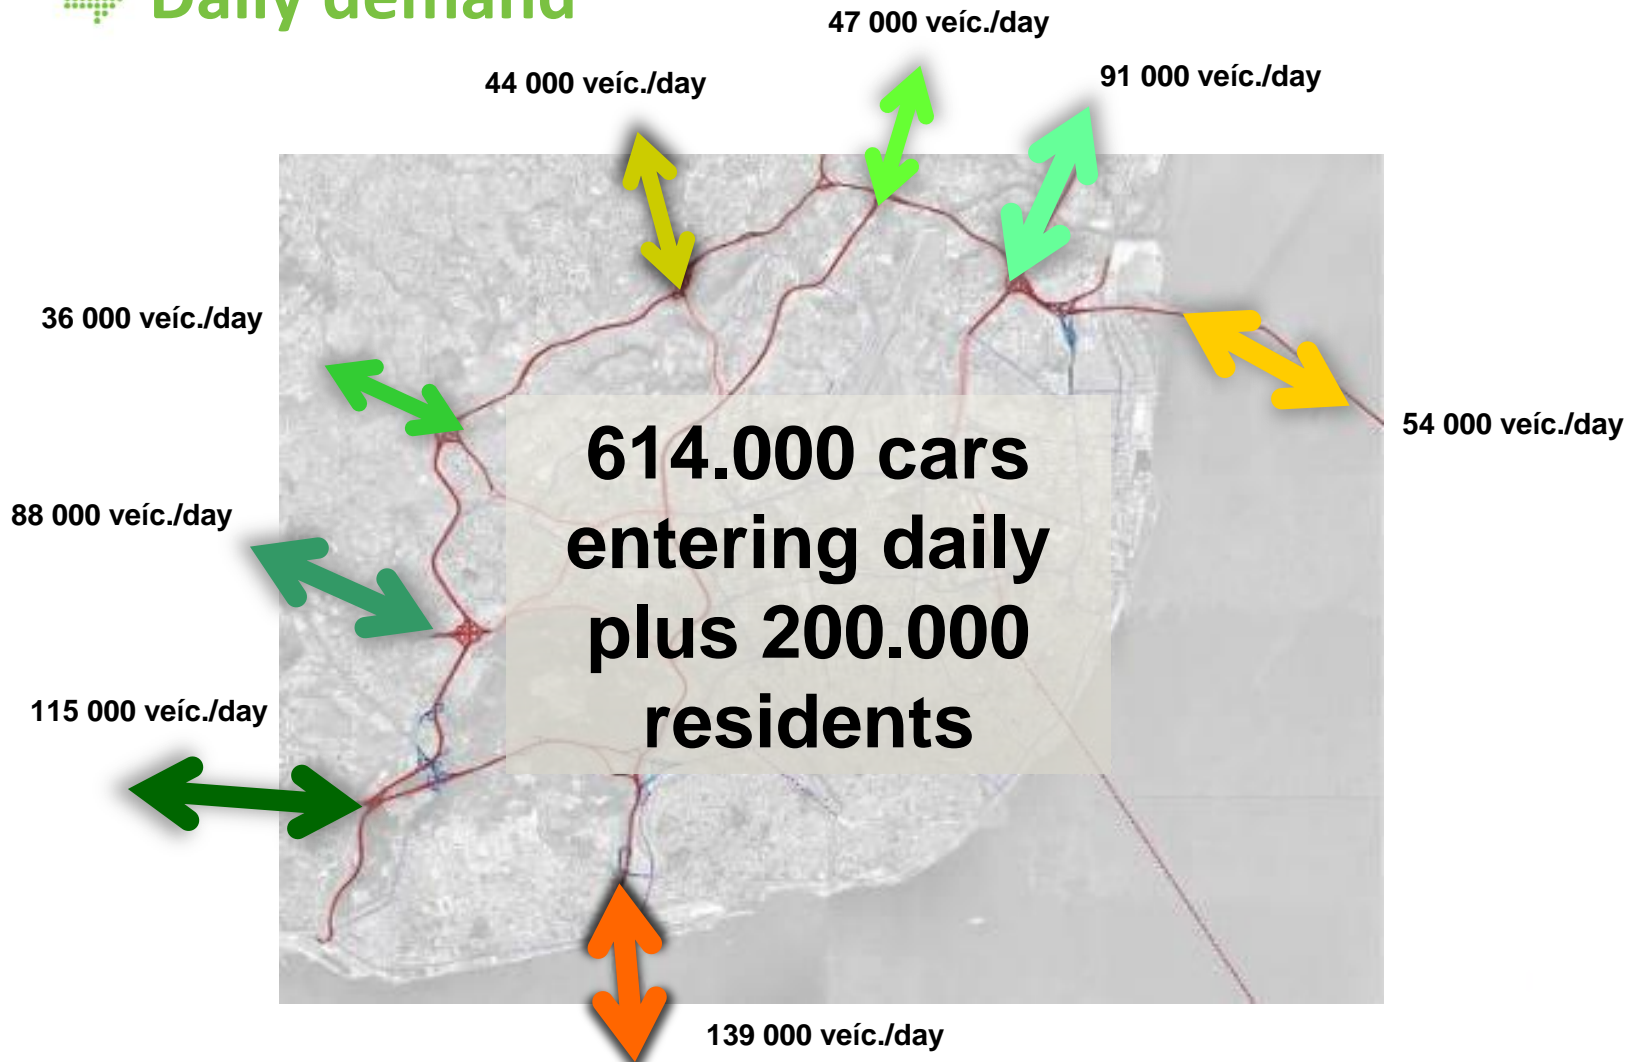 Daily demand
47 000 veíc./day
44 000 veíc./day
91 000 veíc./day
36 000 veíc./day
54 000 veíc./day
614.000 cars
entering daily
plus 200.000
residents
88 000 veíc./day
115 000 veíc./day
139 000 veíc./day